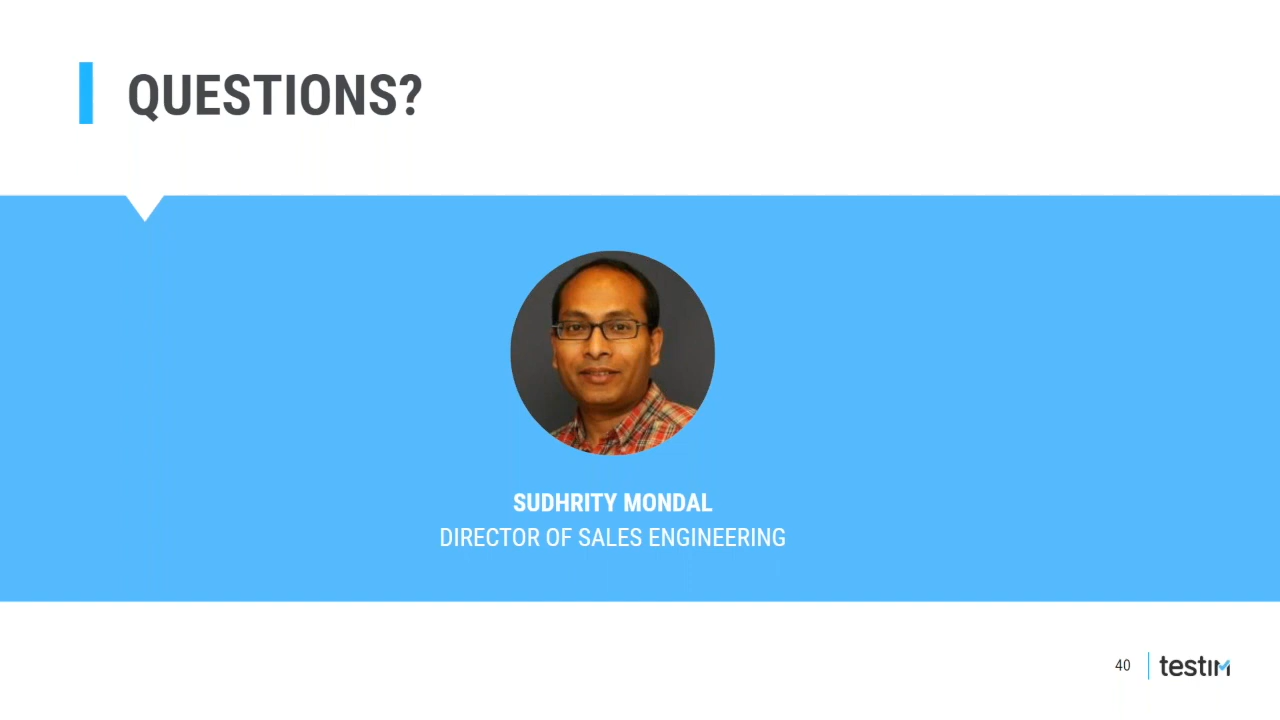 QUESTIONS?
SUDHRITY MONDAL
DIRECTOR OF SALES ENGINEERING
40
testim